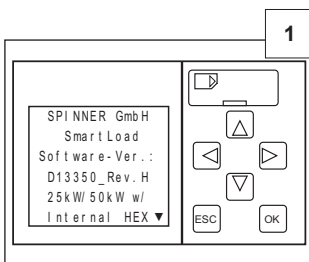 1
SPINNER GmbH
SmartLoad
Software-Ver.:
D13350_Rev.H
25kW/50kW w/
Internal HEX ▼
ESC
OK